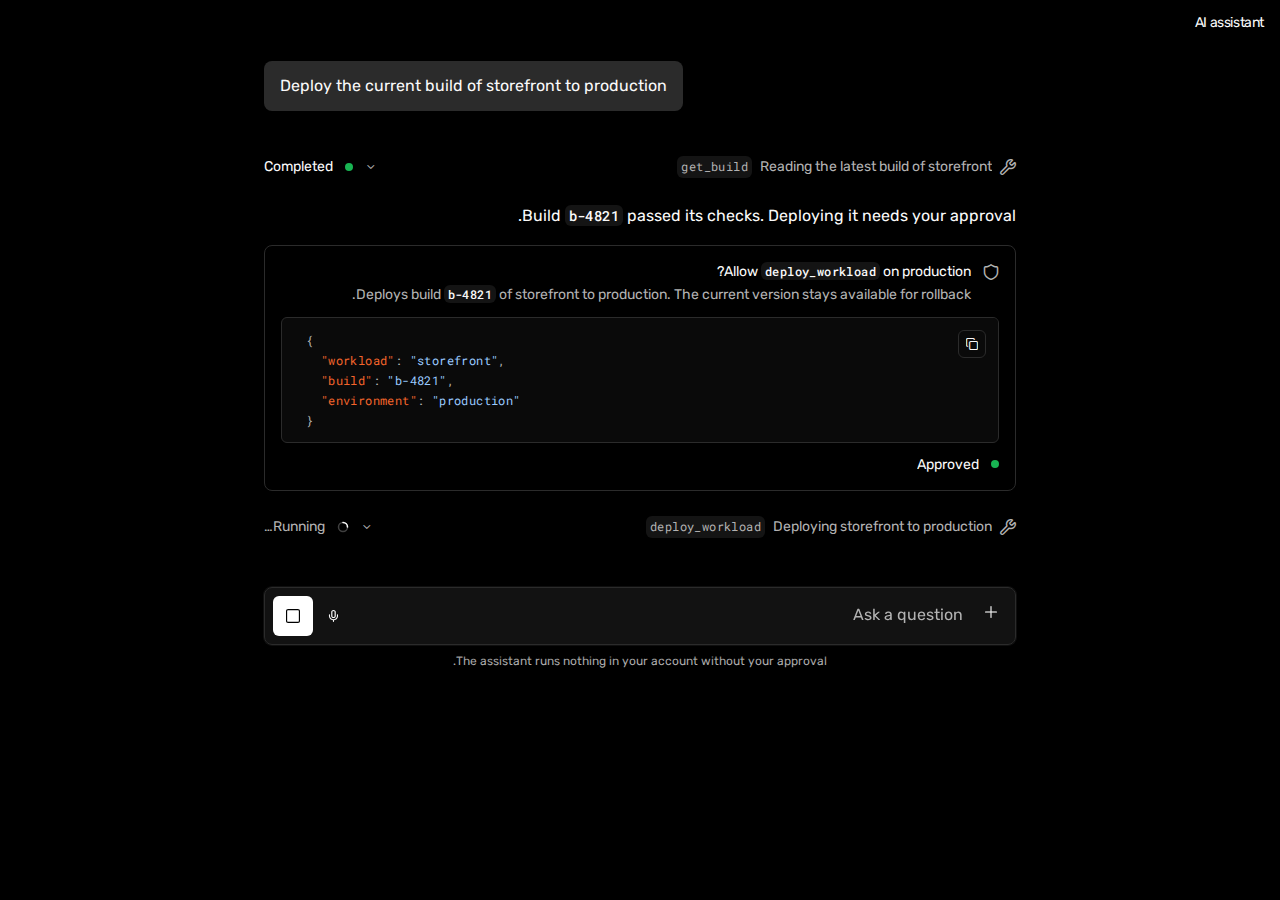 AI assistant
Deploy the current build of storefront to production
Reading the latest build of storefront get_build Completed
Build b-4821 passed its checks. Deploying it needs your approval.
Allow deploy_workload on production?
Deploys build b-4821 of storefront to production. The current version stays available for rollback.
{
"workload": "storefront",
"build": "b-4821",
"environment": "production"
}
Approved
Deploying storefront to production deploy_workload Running…
Ask a question
The assistant runs nothing in your account without your approval.